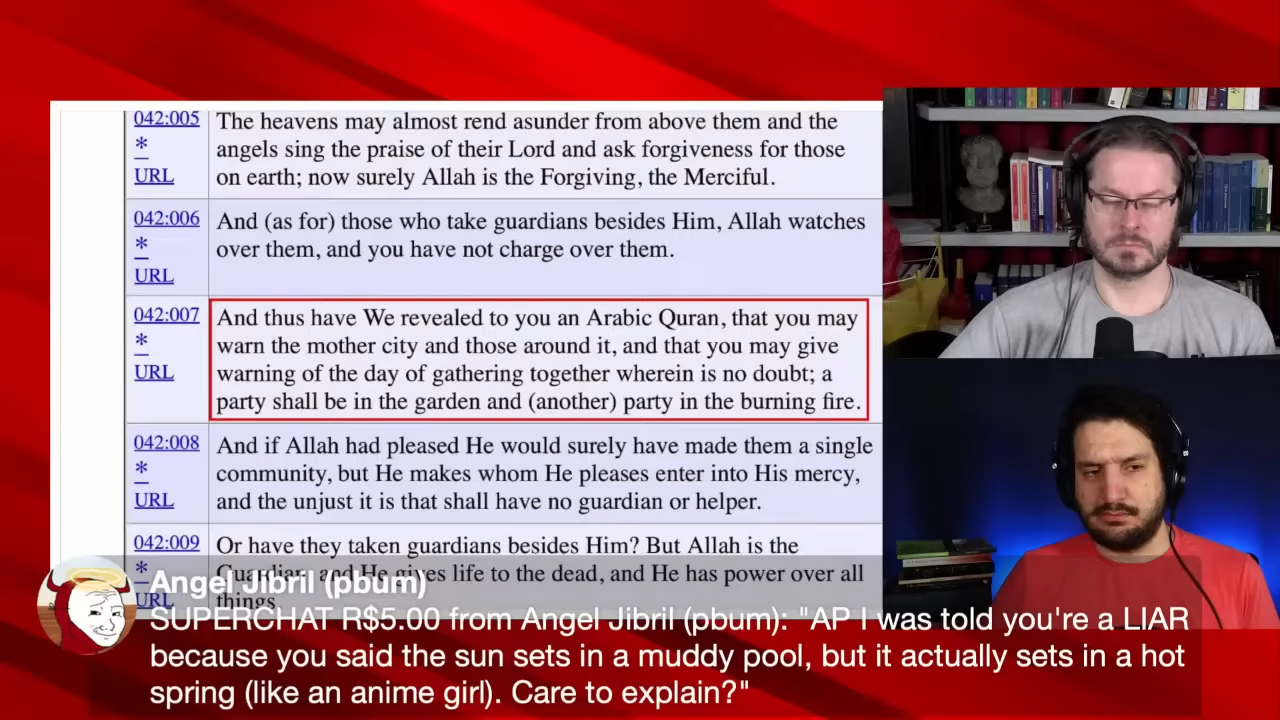 042:005
*
URL
The heavens may almost rend asunder from above them and the
angels sing the praise of their Lord and ask forgiveness for those
on earth; now surely Allah is the Forgiving, the Merciful.
042:006
*
URL
And (as for) those who take guardians besides Him, Allah watches
over them, and you have not charge over them.
042:007
*
URL
And thus have We revealed to you an Arabic Quran, that you may
warn the mother city and those around it, and that you may give
warning of the day of gathering together wherein is no doubt; a
party shall be in the garden and (another) party in the burning fire.
042:008
*
URL
And if Allah had pleased He would surely have made them a single
community, but He makes whom He pleases enter into His mercy,
and the unjust it is that shall have no guardian or helper.
042:009
*
URL
Or have they taken guardians besides Him? But Allah is the
Guardian, and He gives life to the dead, and He has power over all
things.
Angel Jibril (pbum)
SUPERCHAT R$5.00 from Angel Jibril (pbum): "AP I was told you're a LIAR
because you said the sun sets in a muddy pool, but it actually sets in a hot
spring (like an anime girl). Care to explain?"